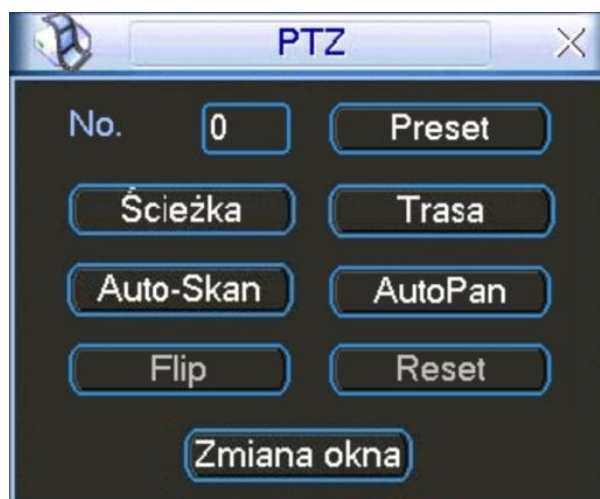 PTZ
No. 0 Preset
Ścieżka Trasa
Auto-Skan AutoPan
Flip Reset
Zmiana okna